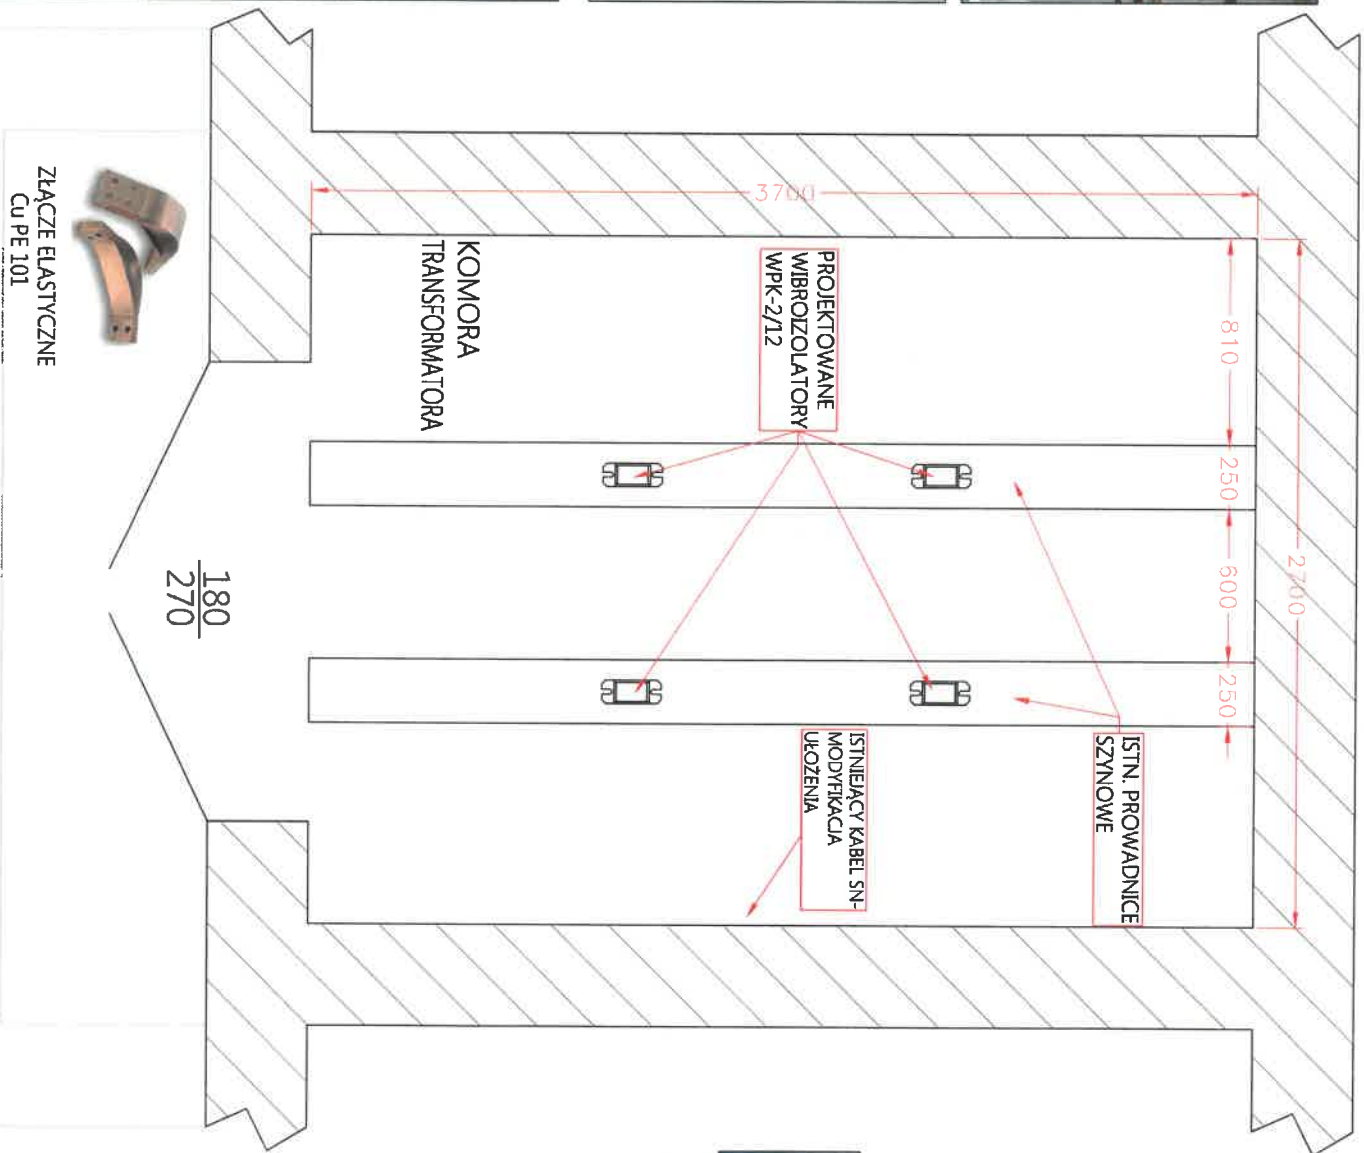 3700
2700
810
250
600
250
PROJEKTOWANE
WIBROIZOLATORY
WPK-2/12
KOMORA
TRANSFORMATORA
ISTN. PROWADNICE
SZYNOWE
ISTNIEJĄCY KABEL SN-
MODYFIKACJA
UŁOŻENIA
180
270
ZŁĄCZE ELASTYCZNE
Cu PE 101